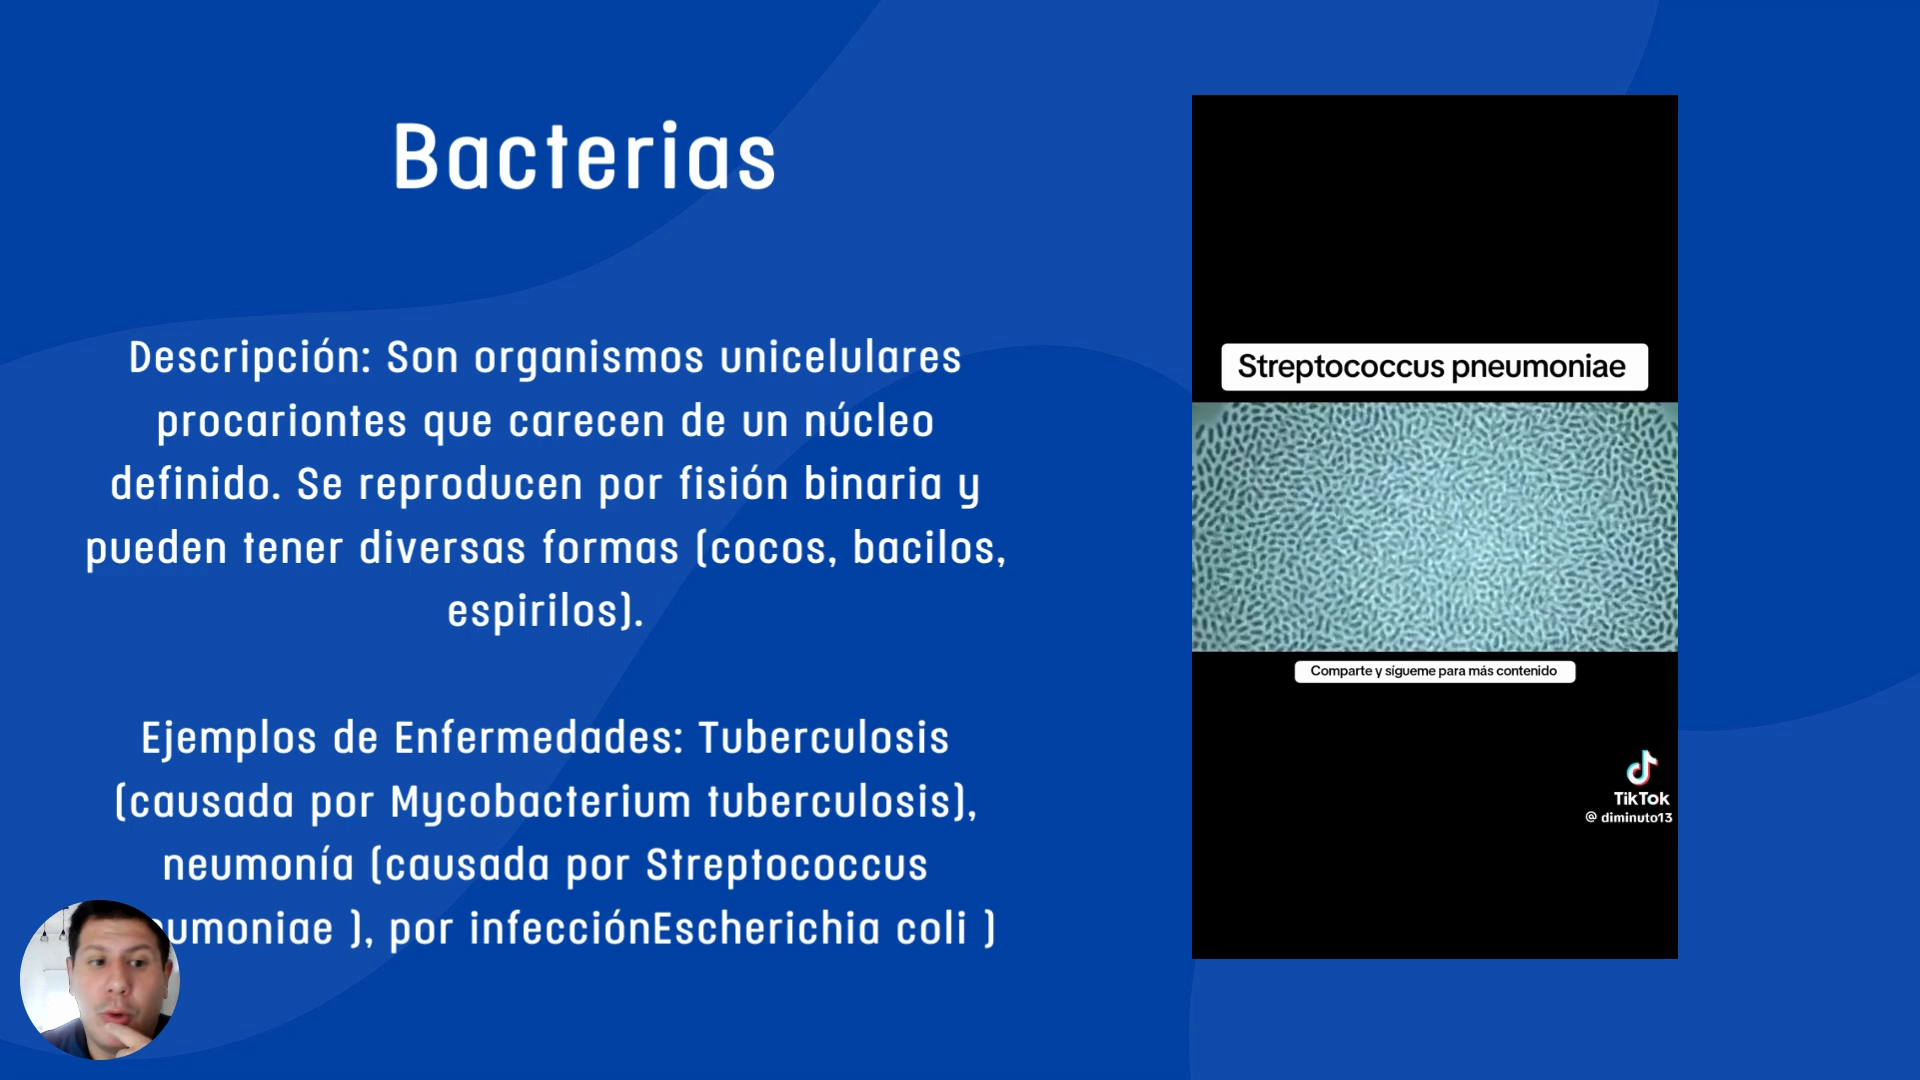 Bacterias
Descripción: Son organismos unicelulares
procariontes que carecen de un núcleo
definido. Se reproducen por fisión binaria y
pueden tener diversas formas (cocos, bacilos,
espirilos).
Ejemplos de Enfermedades: Tuberculosis
(causada por Mycobacterium tuberculosis),
neumonía (causada por Streptococcus
umoniae ), por infecciónEscherichia coli )
Streptococcus pneumoniae
Comparte y sígueme para más contenido
TikTok
@ diminuto13